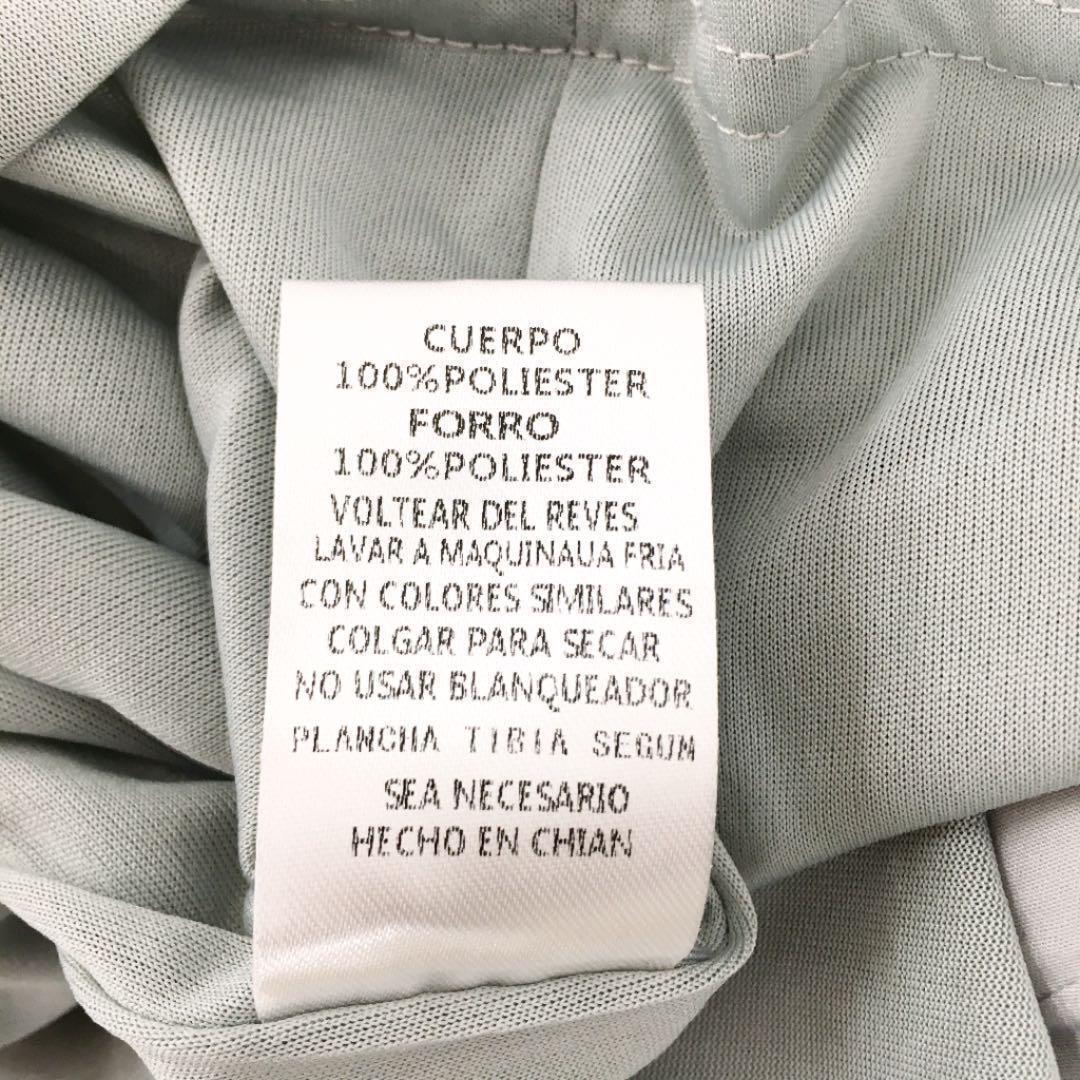 CUERPO
100%POLIESTER
FORRO
100%POLIESTER
VOLTEAR DEL REVES
LAVAR A MAQUINAUA FRIA
CON COLORES SIMILARES
COLGAR PARA SECAR
NO USAR BLANQUEADOR
PLANCHA TIBIA SEGUN
SEA NECESARIO
HECHO EN CHIAN